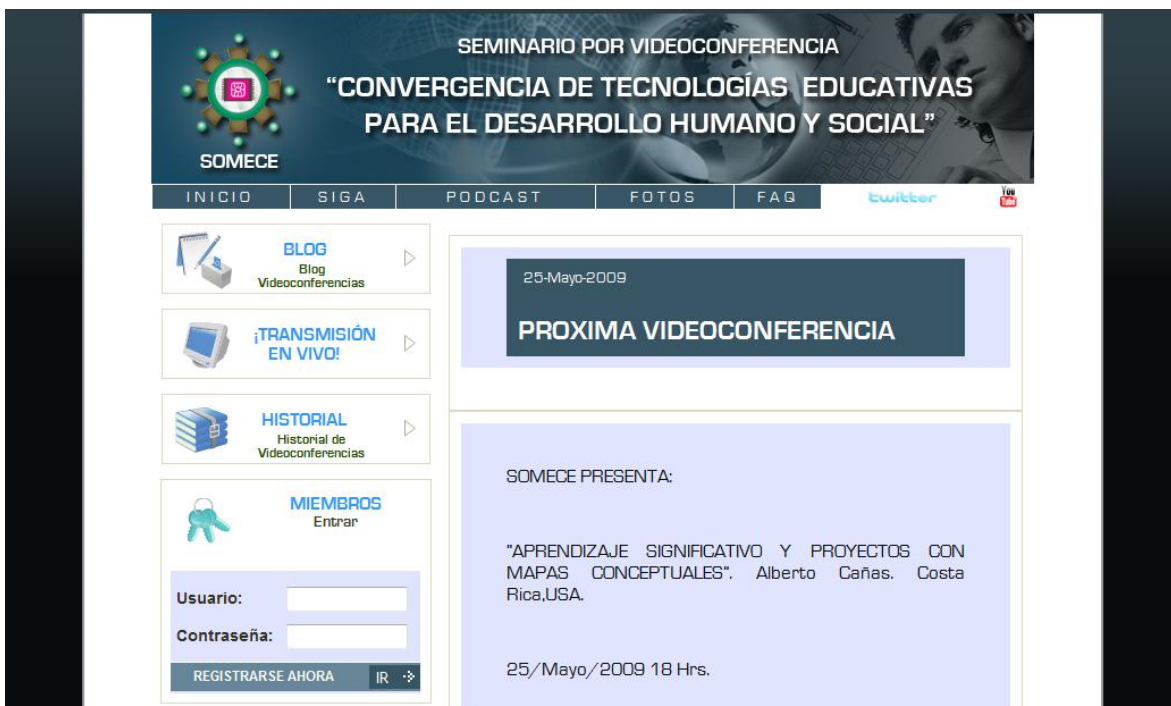 SEMINARIO POR VIDEOCONFERENCIA
“CONVERGENCIA DE TECNOLOGÍAS EDUCATIVAS
PARA EL DESARROLLO HUMANO Y SOCIAL”
SOMECE
INICIO SIGA PODCAST FOTOS FAQ twitter You Tube
BLOG
Blog
Videoconferencias
¡TRANSMISIÓN
EN VIVO!
HISTORIAL
Historial de
Videoconferencias
MIEMBROS
Entrar
Usuario:
Contraseña:
REGISTRARSE AHORA IR
25-Mayo-2009
PROXIMA VIDEOCONFERENCIA
SOMECE PRESENTA:
"APRENDIZAJE SIGNIFICATIVO Y PROYECTOS CON
MAPAS CONCEPTUALES". Alberto Cañas. Costa
Rica,USA.
25/Mayo/2009 18 Hrs.